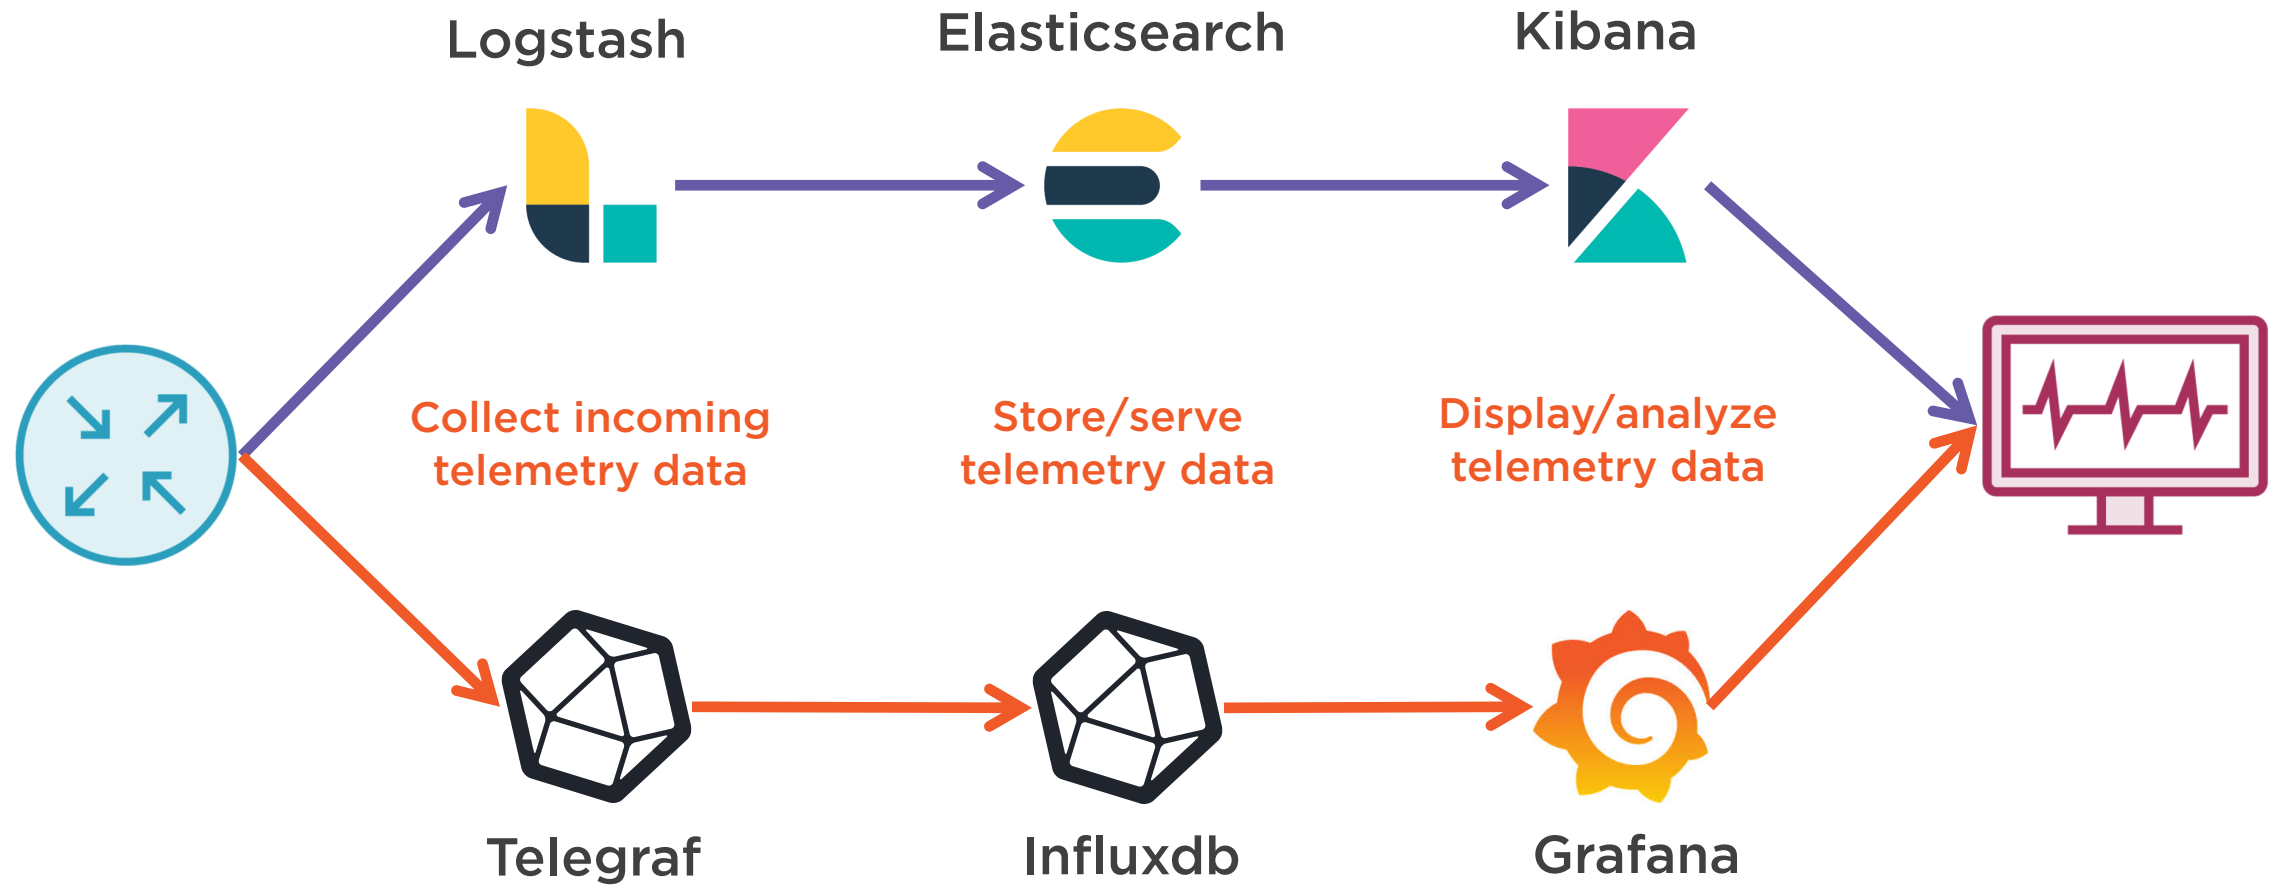 Logstash
Elasticsearch
Kibana
Collect incoming
telemetry data
Store/serve
telemetry data
Display/analyze
telemetry data
Telegraf
Influxdb
Grafana